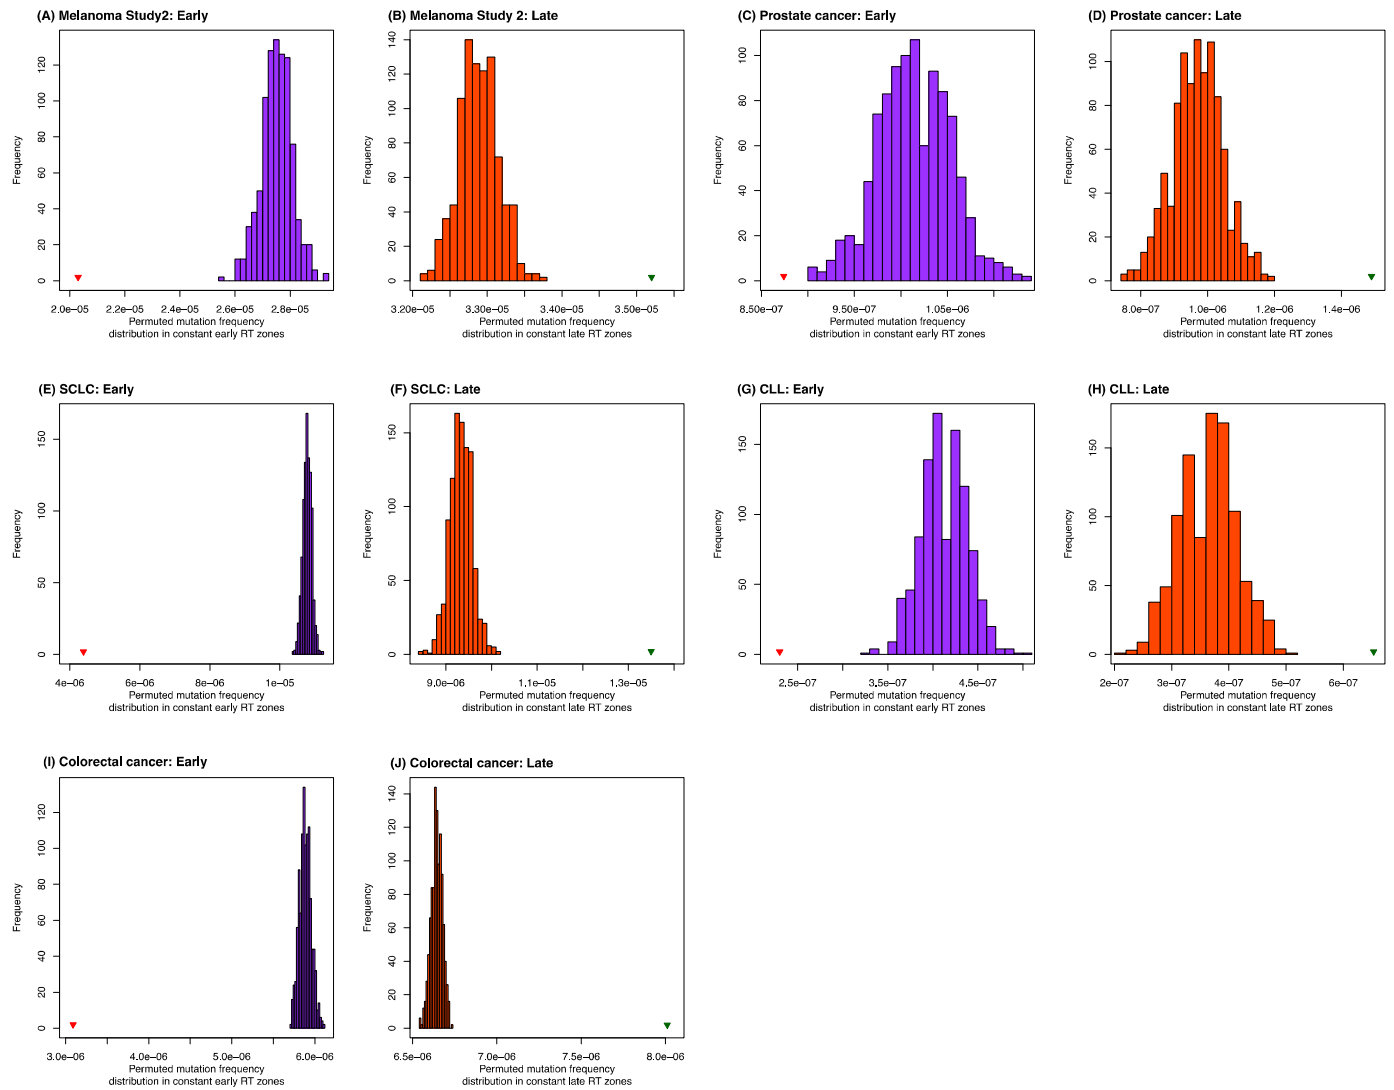 (A) Melanoma Study2: Early
Frequency
0 20 40 60 80 100 120
2.0e−05 2.2e−05 2.4e−05 2.6e−05 2.8e−05
Permuted mutation frequency
distribution in constant early RT zones
(B) Melanoma Study 2: Late
Frequency
0 20 40 60 80 100 120 140
3.20e−05 3.30e−05 3.40e−05 3.50e−05
Permuted mutation frequency
distribution in constant late RT zones
(C) Prostate cancer: Early
Frequency
0 20 40 60 80 100
8.50e−07 9.50e−07 1.05e−06
Permuted mutation frequency
distribution in constant early RT zones
(D) Prostate cancer: Late
Frequency
0 20 40 60 80 100
8.0e−07 1.0e−06 1.2e−06 1.4e−06
Permuted mutation frequency
distribution in constant late RT zones
(E) SCLC: Early
Frequency
0 50 100 150
4e−06 6e−06 8e−06 1e−05
Permuted mutation frequency
distribution in constant early RT zones
(F) SCLC: Late
Frequency
0 50 100 150
9.0e−06 1.1e−05 1.3e−05
Permuted mutation frequency
distribution in constant late RT zones
(G) CLL: Early
Frequency
0 50 100 150
2.5e−07 3.5e−07 4.5e−07
Permuted mutation frequency
distribution in constant early RT zones
(H) CLL: Late
Frequency
0 50 100 150
2e−07 3e−07 4e−07 5e−07 6e−07
Permuted mutation frequency
distribution in constant late RT zones
(I) Colorectal cancer: Early
Frequency
0 20 40 60 80 100 120
3.0e−06 4.0e−06 5.0e−06 6.0e−06
Permuted mutation frequency
distribution in constant early RT zones
(J) Colorectal cancer: Late
Frequency
0 20 40 60 80 100 120 140
6.5e−06 7.0e−06 7.5e−06 8.0e−06
Permuted mutation frequency
distribution in constant late RT zones